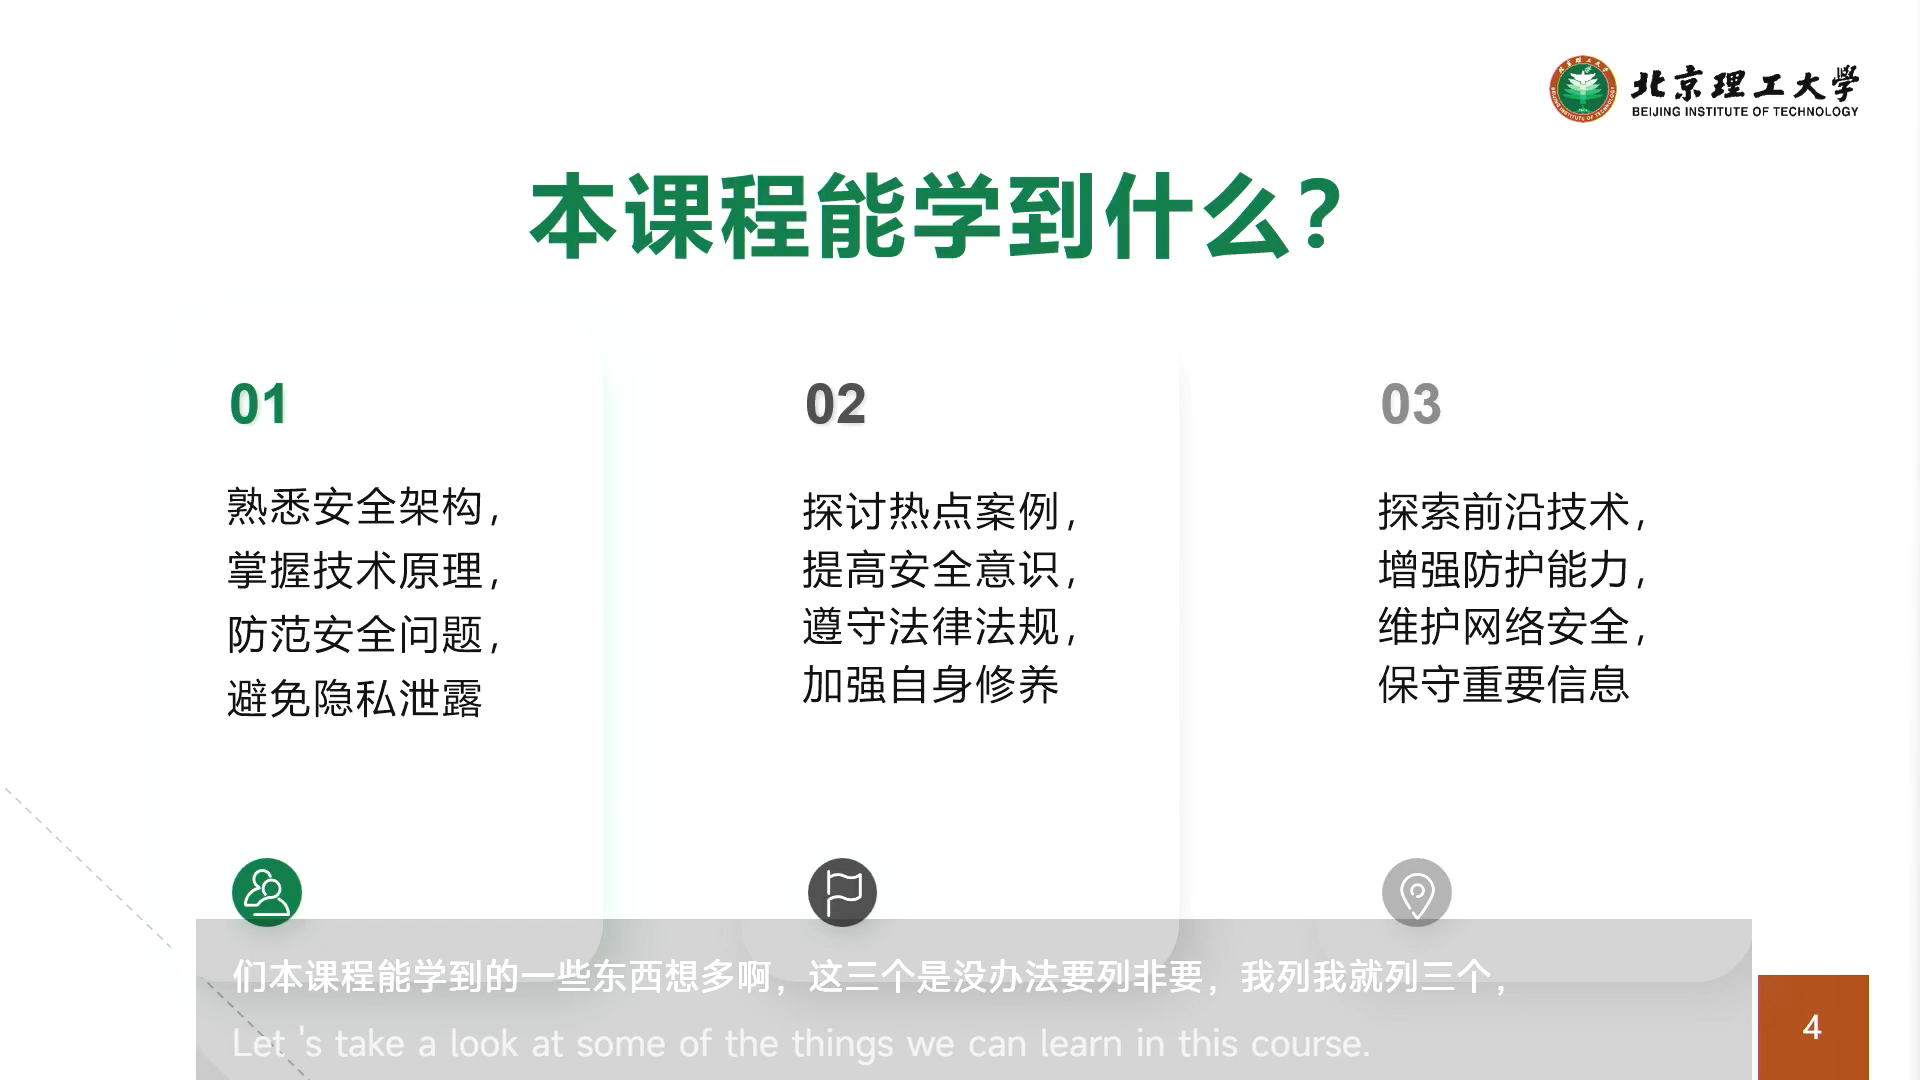 北京理工大學
BEIJING INSTITUTE OF TECHNOLOGY
本课程能学到什么？
01
熟悉安全架构，
掌握技术原理，
防范安全问题，
避免隐私泄露
02
探讨热点案例，
提高安全意识，
遵守法律法规，
加强自身修养
03
探索前沿技术，
增强防护能力，
维护网络安全，
保守重要信息
们本课程能学到的一些东西想多啊，这三个是没办法要列非要，我列我就列三个，
Let 's take a look at some of the things we can learn in this course.
4